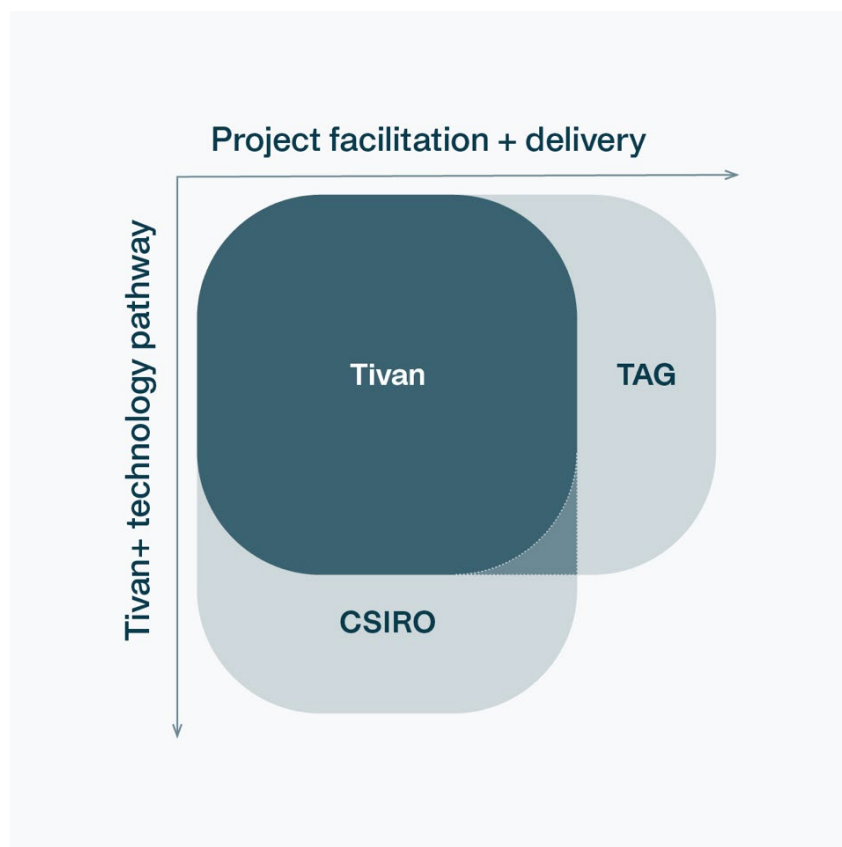 Project facilitation + delivery
Tivan+ technology pathway
Tivan
TAG
CSIRO